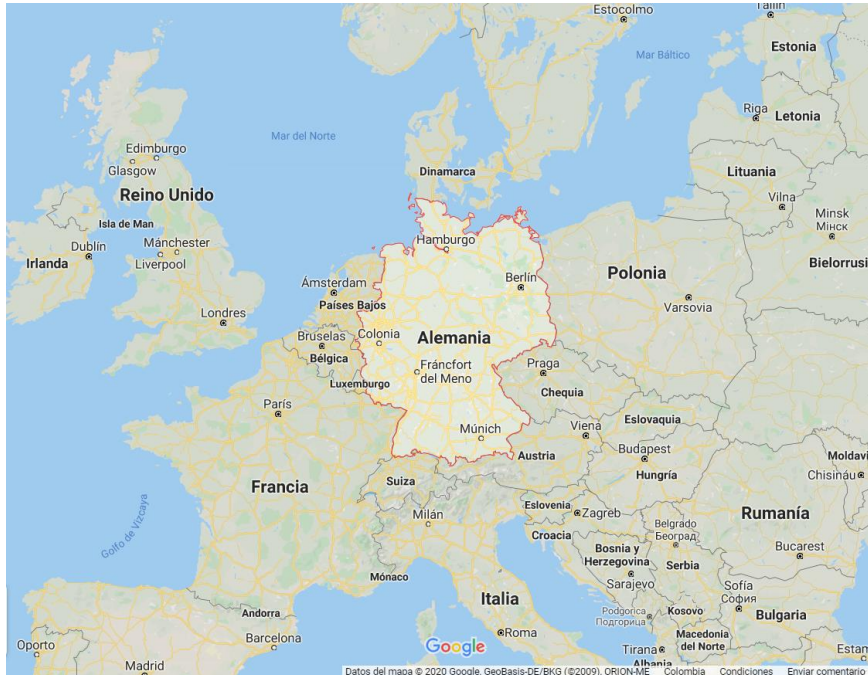 Estocolmo
Tallin
Mar Báltico
Estonia
Mar del Norte
Riga
Letonia
Edimburgo
Glasgow
Dinamarca
Lituania
Reino Unido
Vilna
Isla de Man
Minsk
Мінск
Dublín
Mánchester
Hamburgo
Irlanda
Liverpool
Bielorrusi
Ámsterdam
Berlín
Polonia
Países Bajos
Varsovia
Londres
Bruselas
Colonia
Alemania
Bélgica
Fráncfort
del Meno
Praga
Luxemburgo
Chequia
París
Eslovaquia
Múnich
Viena
Budapest
Austria
Moldavi
Hungría
Chisináu
Suiza
Francia
Eslovenia
Zagreb
Rumanía
Milán
Golfo de Vizcaya
Croacia
Belgrado
Београд
Bosnia y
Herzegovina
Bucarest
Serbia
Mónaco
Sarajevo
Sofía
София
Italia
Andorra
Podgorica
Подгорица
Kosovo
Bulgaria
Oporto
Barcelona
Google
Roma
Macedonia
del Norte
Tirana
Estan
Madrid
Albania
Datos del mapa © 2020 Google, GeoBasis-DE/BKG (©2009), ORION-ME Colombia Condiciones Enviar comentario